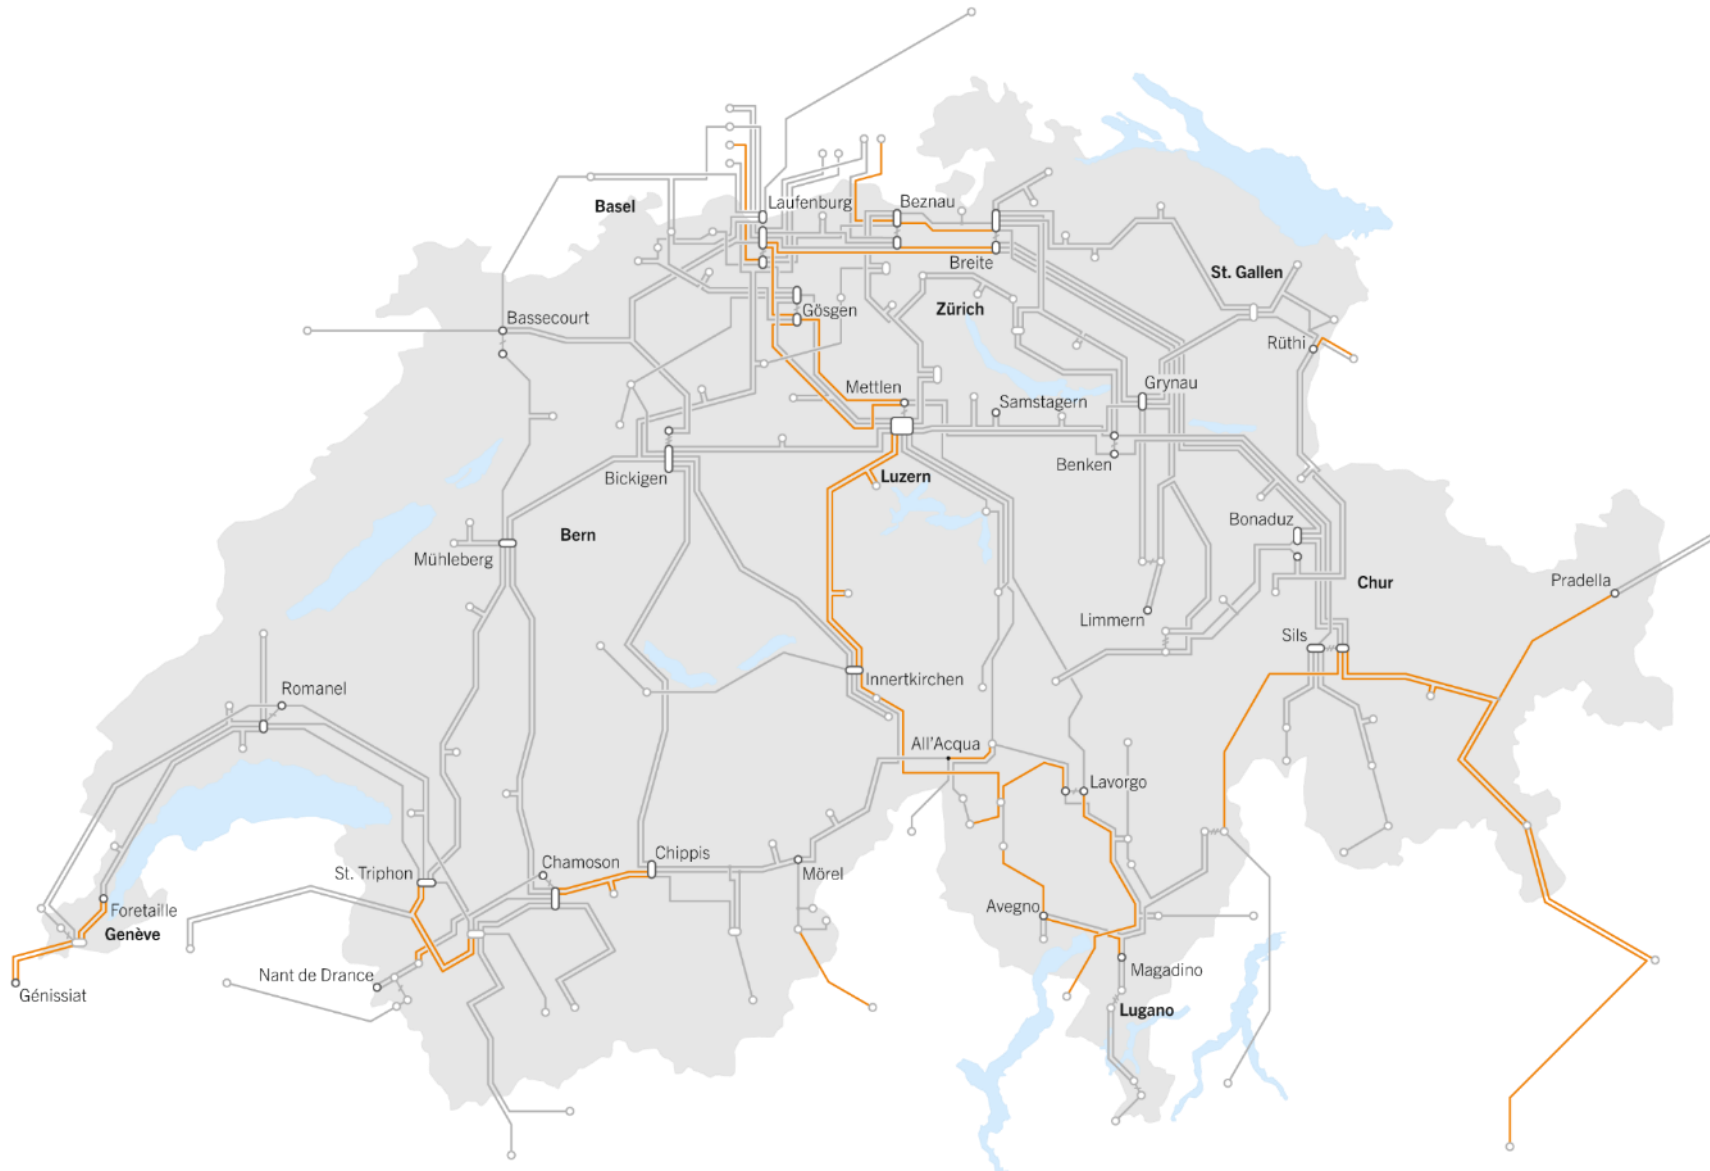 Laufenburg
Beznau
Basel
Breite
St. Gallen
Zürich
Gösgen
Bassecourt
Rüthi
Mettlen
Grynau
Samstagern
Benken
Luzern
Bickigen
Bonaduz
Bern
Mühleberg
Chur
Pradella
Limmern
Sils
Innertkirchen
Romanel
All'Acqua
Lavorgo
Chippis
Chamoson
St. Triphon
Mörel
Avegno
Foretaille
Genève
Nant de Drance
Magadino
Génissiat
Lugano